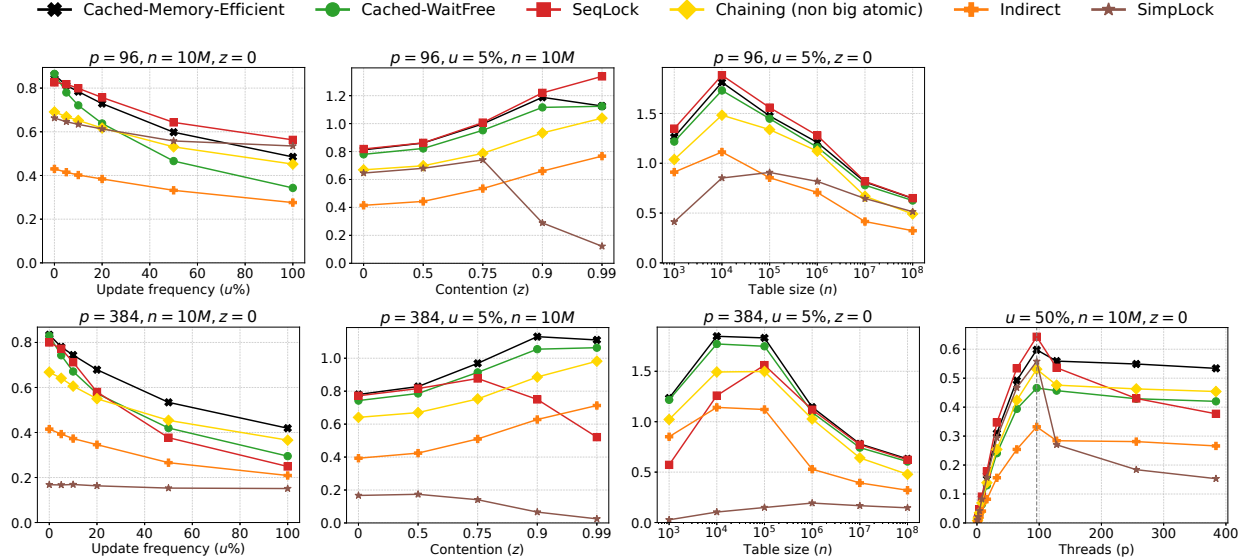 Cached-Memory-Efficient Cached-WaitFree SeqLock Chaining (non big atomic) Indirect SimpLock
p = 96, n = 10M, z = 0
0.8
0.6
0.4
0.2
0.0
0 20 40 60 80 100
Update frequency (u%)
p = 96, u = 5%, n = 10M
1.2
1.0
0.8
0.6
0.4
0.2
0.0
0 0.5 0.75 0.9 0.99
Contention (z)
p = 96, u = 5%, z = 0
1.5
1.0
0.5
0.0
10³ 10⁴ 10⁵ 10⁶ 10⁷ 10⁸
Table size (n)
p = 384, n = 10M, z = 0
0.8
0.6
0.4
0.2
0.0
0 20 40 60 80 100
Update frequency (u%)
p = 384, u = 5%, n = 10M
1.0
0.8
0.6
0.4
0.2
0.0
0 0.5 0.75 0.9 0.99
Contention (z)
p = 384, u = 5%, z = 0
1.5
1.0
0.5
0.0
10³ 10⁴ 10⁵ 10⁶ 10⁷ 10⁸
Table size (n)
u = 50%, n = 10M, z = 0
0.7
0.6
0.5
0.4
0.3
0.2
0.1
0.0
0 100 200 300 400
Threads (p)